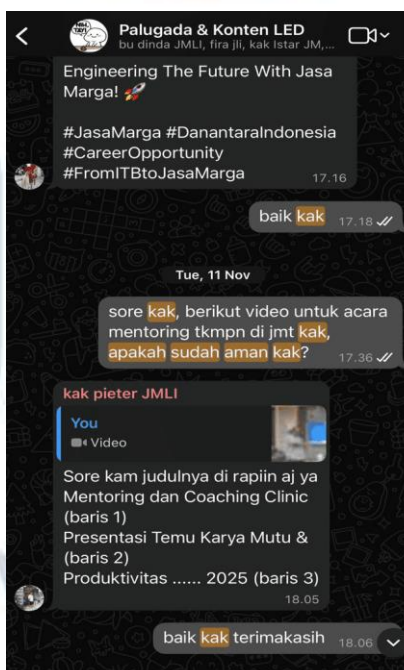 Palugada & Konten LED
bu dinda JMLI, fira jli, kak Istar JM,...
Engineering The Future With Jasa
Marga! 🚀
#JasaMarga #DanantaraIndonesia
#CareerOpportunity
#FromITBtoJasaMarga
17.16
baik kak
17.18
Tue, 11 Nov
sore kak, berikut video untuk acara
mentoring tkmpn di jmt kak,
apakah sudah aman kak?
17.36
kak pieter JMLI
You
Video
Sore kam judulnya di rapiin aj ya
Mentoring dan Coaching Clinic
(baris 1)
Presentasi Temu Karya Mutu &
(baris 2)
Produktivitas ...... 2025 (baris 3)
18.05
baik kak terimakasih
18.06